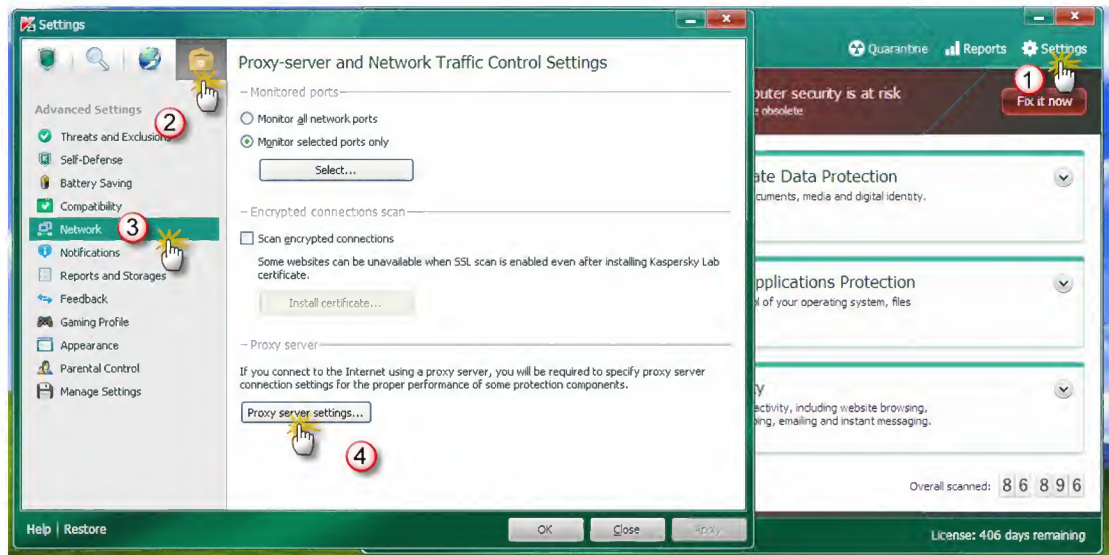 Settings
Advanced Settings
2
Threats and Exclusions
Self-Defense
Battery Saving
Compatibility
Network
3
Notifications
Reports and Storages
Feedback
Gaming Profile
Appearance
Parental Control
Manage Settings
Proxy-server and Network Traffic Control Settings
Monitored ports
Monitor all network ports
Monitor selected ports only
Select...
Encrypted connections scan
Scan encrypted connections
Some websites can be unavailable when SSL scan is enabled even after installing Kaspersky Lab
certificate.
Install certificate...
Proxy server
If you connect to the Internet using a proxy server, you will be required to specify proxy server
connection settings for the proper performance of some protection components.
Proxy server settings...
4
Help | Restore
OK
Close
Apply
Quarantine
Reports
Settings
1
puter security is at risk
e obsolete
Fix it now
ate Data Protection
cuments, media and digital identity.
pplications Protection
ol of your operating system, files
ty
activity, including website browsing,
ping, emailing and instant messaging.
Overall scanned: 8 6 8 9 6
License: 406 days remaining